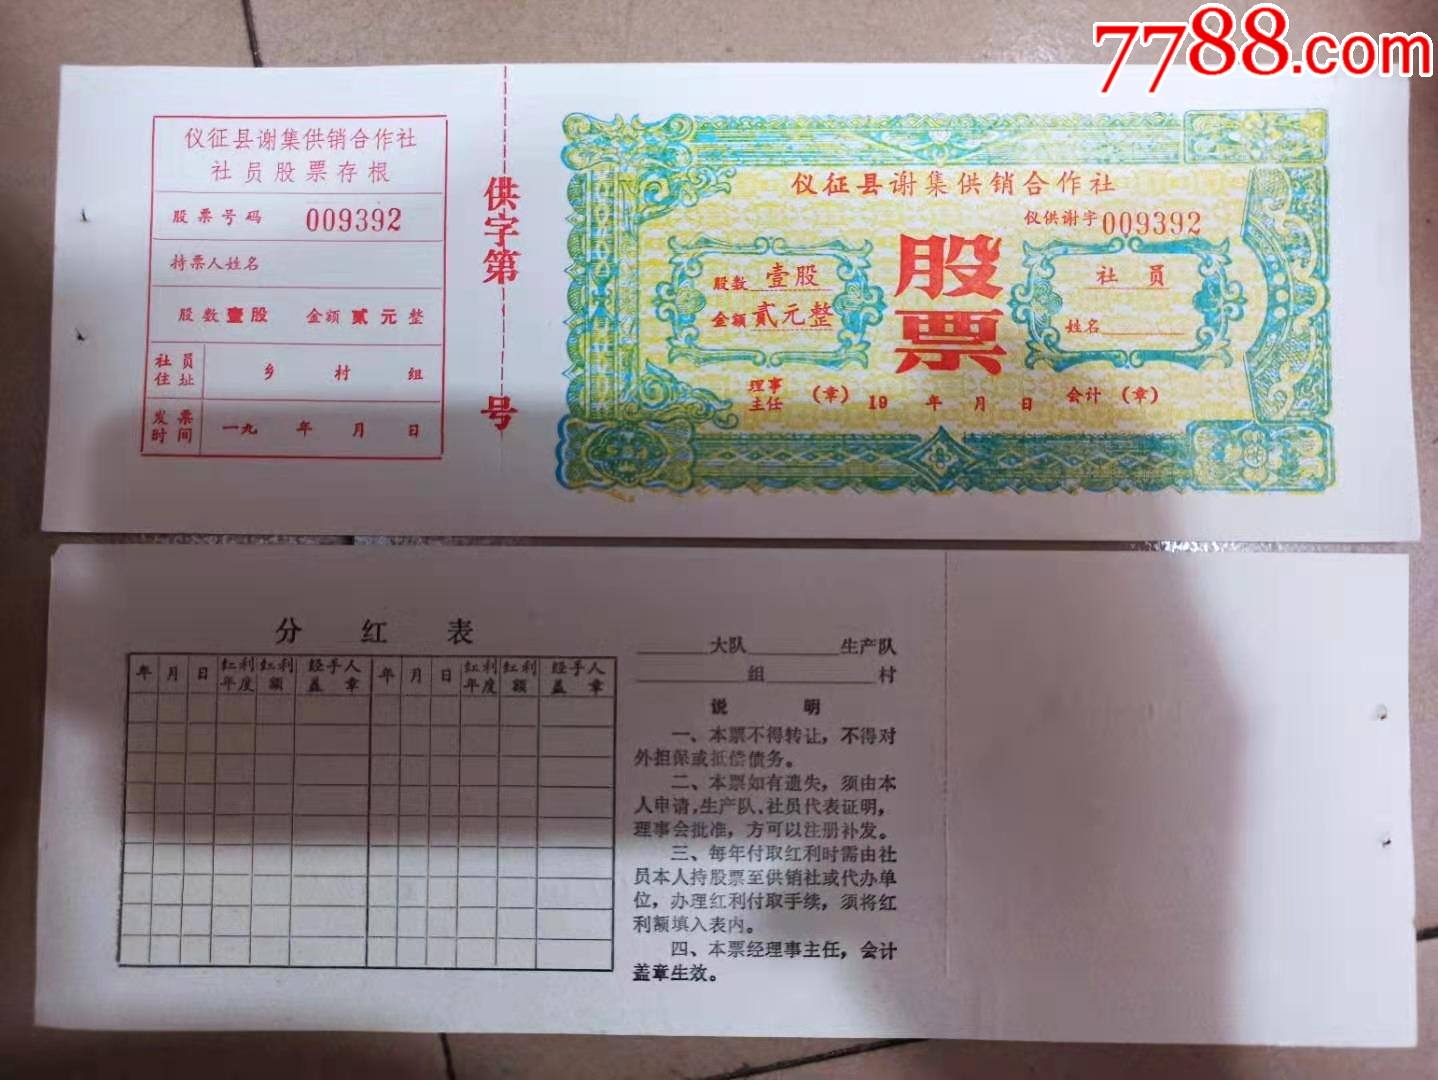 7788.com
仪征县谢集供销合作社
社员股票存根
股票号码 009392
持票人姓名
股数壹股 金额贰元整
社员住址 乡 村 组
发票时间 一九 年 月 日
供字第 号
仪征县谢集供销合作社
仪供谢字009392
股票
股数 壹股
金额 贰元整
社员
姓名
理事主任 (章) 19 年 月 日 会计 (章)
分红表
年 月 日 红利年度 红利额 经手人盖章 年 月 日 红利年度 红利额 经手人盖章
大队 生产队
组 村
说明
一、本票不得转让，不得对
外担保或抵偿债务。
二、本票如有遗失，须由本
人申请，生产队、社员代表证明，
理事会批准，方可以注册补发。
三、每年付取红利时需由社
员本人持股票至供销社或代办单
位，办理红利付取手续，须将红
利额填入表内。
四、本票经理事主任，会计
盖章生效。